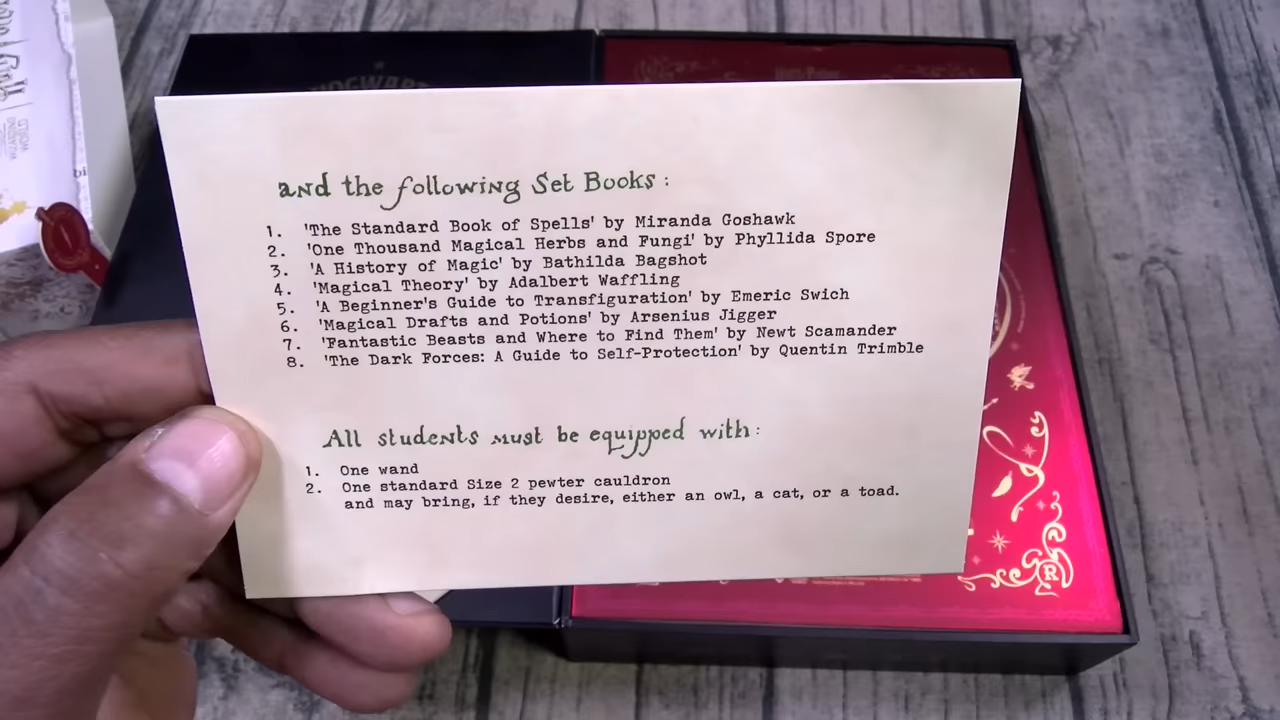 HOGWAR
and the following Set Books :
1. 'The Standard Book of Spells' by Miranda Goshawk
2. 'One Thousand Magical Herbs and Fungi' by Phyllida Spore
3. 'A History of Magic' by Bathilda Bagshot
4. 'Magical Theory' by Adalbert Waffling
5. 'A Beginner's Guide to Transfiguration' by Emeric Swich
6. 'Magical Drafts and Potions' by Arsenius Jigger
7. 'Fantastic Beasts and Where to Find Them' by Newt Scamander
8. 'The Dark Forces: A Guide to Self-Protection' by Quentin Trimble
All students must be equipped with:
1. One wand
2. One standard Size 2 pewter cauldron
and may bring, if they desire, either an owl, a cat, or a toad.